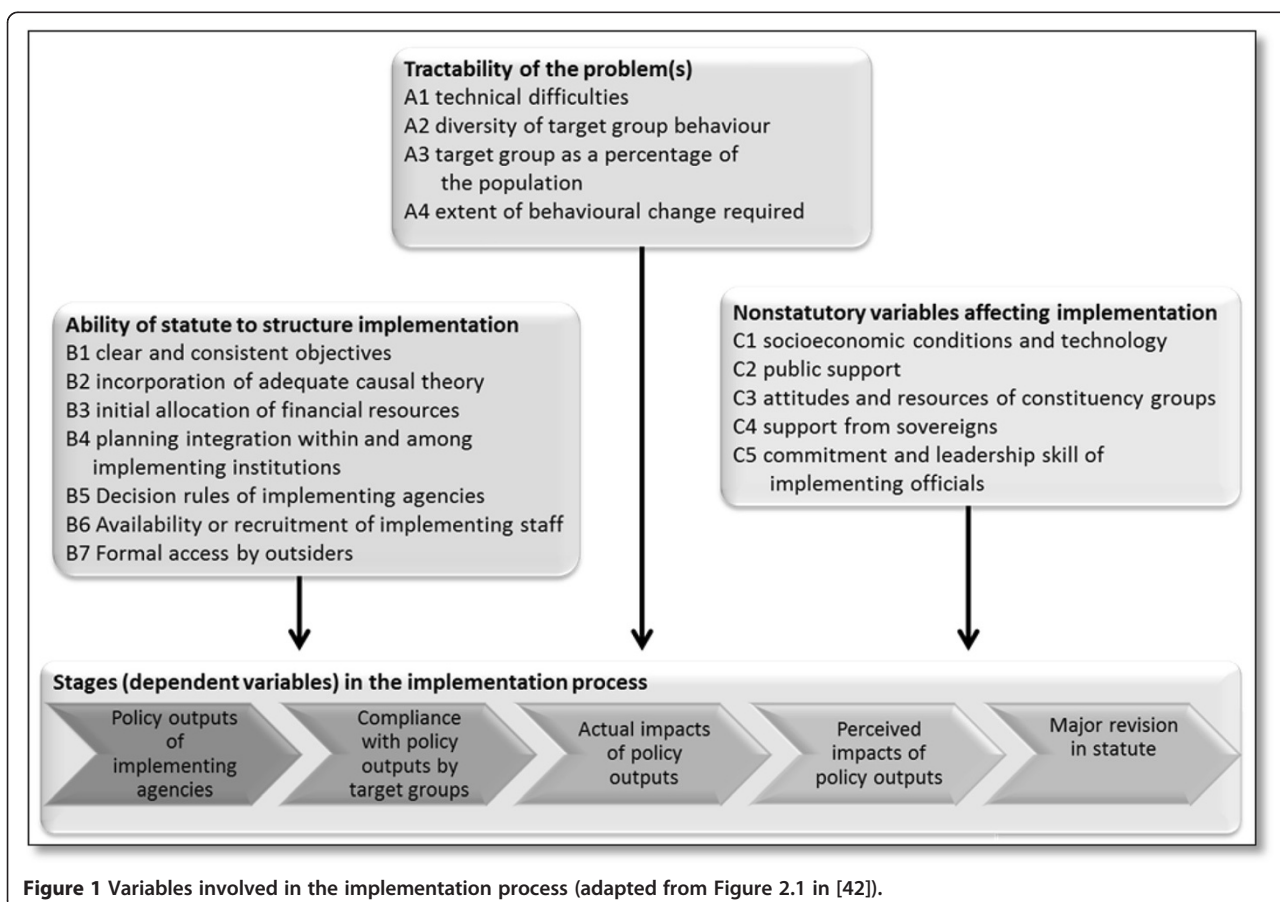 Tractability of the problem(s)
A1 technical difficulties
A2 diversity of target group behaviour
A3 target group as a percentage of
the population
A4 extent of behavioural change required
Ability of statute to structure implementation
B1 clear and consistent objectives
B2 incorporation of adequate causal theory
B3 initial allocation of financial resources
B4 planning integration within and among
implementing institutions
B5 Decision rules of implementing agencies
B6 Availability or recruitment of implementing staff
B7 Formal access by outsiders
Nonstatutory variables affecting implementation
C1 socioeconomic conditions and technology
C2 public support
C3 attitudes and resources of constituency groups
C4 support from sovereigns
C5 commitment and leadership skill of
implementing officials
Stages (dependent variables) in the implementation process
Policy outputs
of
implementing
agencies
Compliance
with policy
outputs by
target groups
Actual impacts
of policy
outputs
Perceived
impacts of
policy outputs
Major revision
in statute
Figure 1 Variables involved in the implementation process (adapted from Figure 2.1 in [42]).